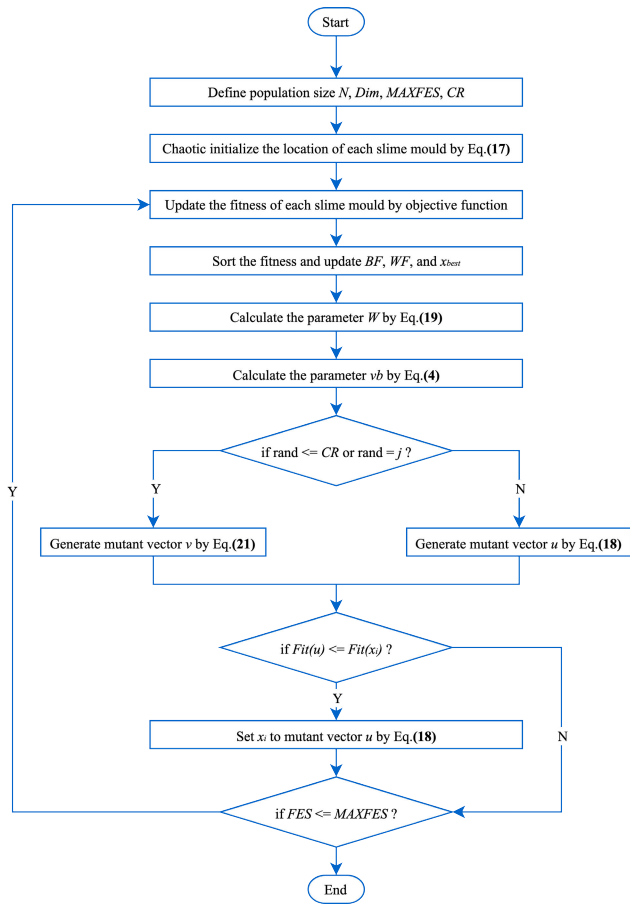 Start
Define population size N, Dim, MAXFES, CR
Chaotic initialize the location of each slime mould by Eq.(17)
Update the fitness of each slime mould by objective function
Sort the fitness and update BF, WF, and xbest
Calculate the parameter W by Eq.(19)
Calculate the parameter vb by Eq.(4)
if rand <= CR or rand = j ?
Y
N
Y
Generate mutant vector v by Eq.(21)
Generate mutant vector u by Eq.(18)
if Fit(u) <= Fit(xi) ?
Y
N
Set xi to mutant vector u by Eq.(18)
if FES <= MAXFES ?
End